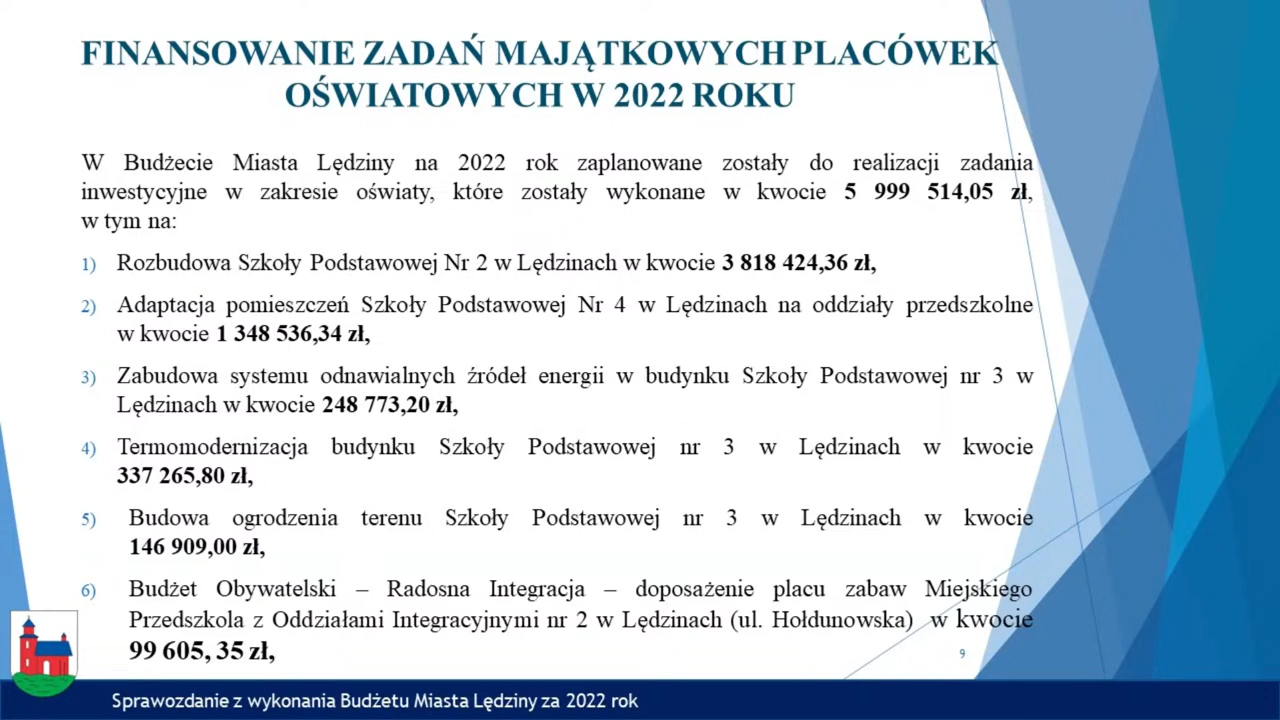 FINANSOWANIE ZADAŃ MAJĄTKOWYCH PLACÓWEK
OŚWIATOWYCH W 2022 ROKU
W Budżecie Miasta Lędziny na 2022 rok zaplanowane zostały do realizacji zadania
inwestycyjne w zakresie oświaty, które zostały wykonane w kwocie 5 999 514,05 zł,
w tym na:
1) Rozbudowa Szkoły Podstawowej Nr 2 w Lędzinach w kwocie 3 818 424,36 zł,
2) Adaptacja pomieszczeń Szkoły Podstawowej Nr 4 w Lędzinach na oddziały przedszkolne
w kwocie 1 348 536,34 zł,
3) Zabudowa systemu odnawialnych źródeł energii w budynku Szkoły Podstawowej nr 3 w
Lędzinach w kwocie 248 773,20 zł,
4) Termomodernizacja budynku Szkoły Podstawowej nr 3 w Lędzinach w kwocie
337 265,80 zł,
5) Budowa ogrodzenia terenu Szkoły Podstawowej nr 3 w Lędzinach w kwocie
146 909,00 zł,
6) Budżet Obywatelski – Radosna Integracja – doposażenie placu zabaw Miejskiego
Przedszkola z Oddziałami Integracyjnymi nr 2 w Lędzinach (ul. Hołdunowska) w kwocie
99 605, 35 zł,
9
Sprawozdanie z wykonania Budżetu Miasta Lędziny za 2022 rok